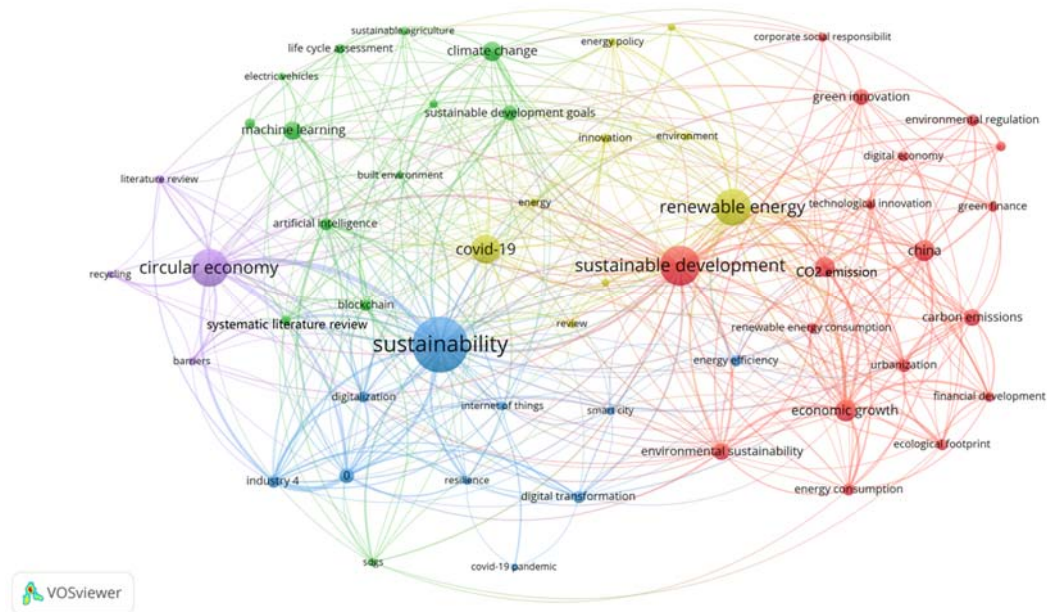 sustainable agriculture
corporate social responsibilit
energy policy
life cycle assessment
climate change
electric vehicles
green innovation
sustainable development goals
environmental regulation
machine learning
innovation
environment
digital economy
literature review
built environment
energy
renewable energy
technological innovation
green finance
artificial intelligence
covid-19
china
circular economy
sustainable development
CO2 emission
recycling
blockchain
carbon emissions
systematic literature review
review
renewable energy consumption
sustainability
barriers
energy efficiency
urbanization
digitalization
internet of things
smart city
financial development
economic growth
ecological footprint
environmental sustainability
industry 4
0
resilience
digital transformation
energy consumption
sdgs
covid-19 pandemic
VOSviewer